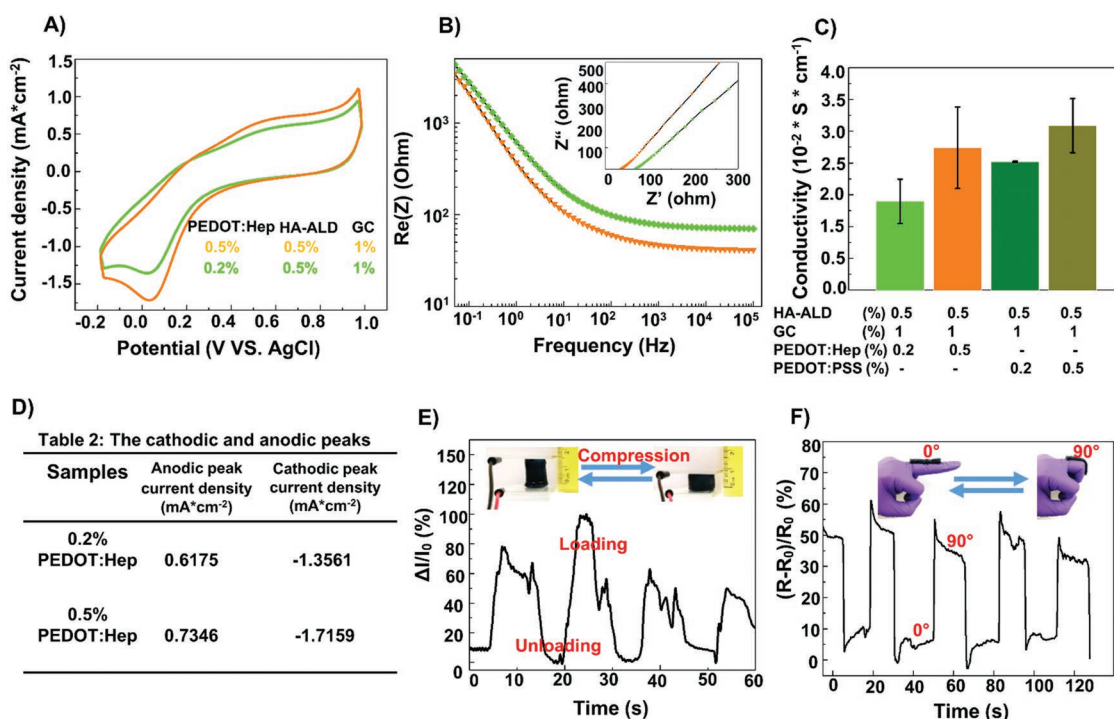 A)
Current density (mA*cm⁻²)
1.5
1.0
0.5
0.0
-0.5
-1.0
-1.5
PEDOT:Hep HA-ALD GC
0.5% 0.5% 1%
0.2% 0.5% 1%
-0.2 0.0 0.2 0.4 0.6 0.8 1.0
Potential (V VS. AgCl)
B)
Re(Z) (Ohm)
10³
10²
10¹
10⁻¹ 10⁰ 10¹ 10² 10³ 10⁴ 10⁵
Frequency (Hz)
Z“ (ohm)
500
400
300
200
100
0
0 100 200 300
Z’ (ohm)
C)
Conductivity (10⁻² * S * cm⁻¹)
4.0
3.0
2.5
1.5
1.0
0.5
0.0
HA-ALD (%) 0.5 0.5 0.5 0.5
GC (%) 1 1 1 1
PEDOT:Hep (%) 0.2 0.5 - -
PEDOT:PSS (%) - - 0.2 0.5
D)
Table 2: The cathodic and anodic peaks
Samples
Anodic peak
current density
(mA*cm⁻²)
Cathodic peak
current density
(mA*cm⁻²)
0.2%
PEDOT:Hep 0.6175 -1.3561
0.5%
PEDOT:Hep 0.7346 -1.7159
E)
ΔI/I₀ (%)
150
120
100
80
60
40
20
0
Compression
Loading
Unloading
0 10 20 30 40 50 60
Time (s)
F)
(R-R₀)/R₀ (%)
80
70
60
50
40
30
20
10
0
0°
90°
90°
0°
0 20 40 60 80 100 120
Time (s)